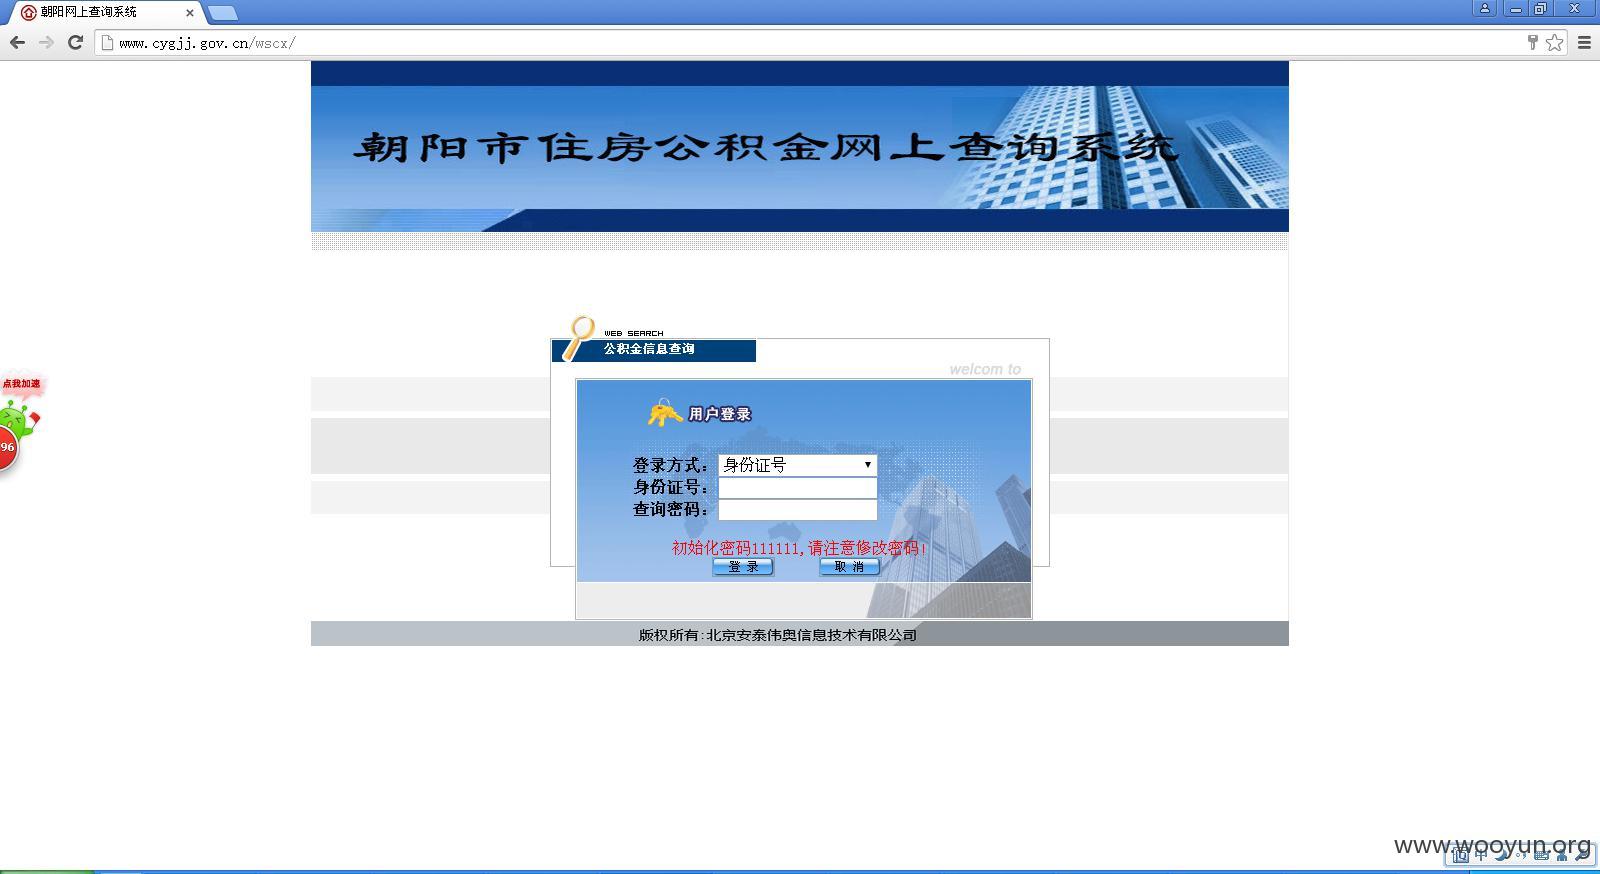 朝阳网上查询系统
www.cygjj.gov.cn/wscx/
朝阳市住房公积金网上查询系统
WEB SEARCH
公积金信息查询
welcom to
点我加速
96
用户登录
登录方式： 身份证号
身份证号：
查询密码：
初始化密码111111,请注意修改密码!
登 录 取 消
版权所有:北京安泰伟奥信息技术有限公司
www.wooyun.org
中